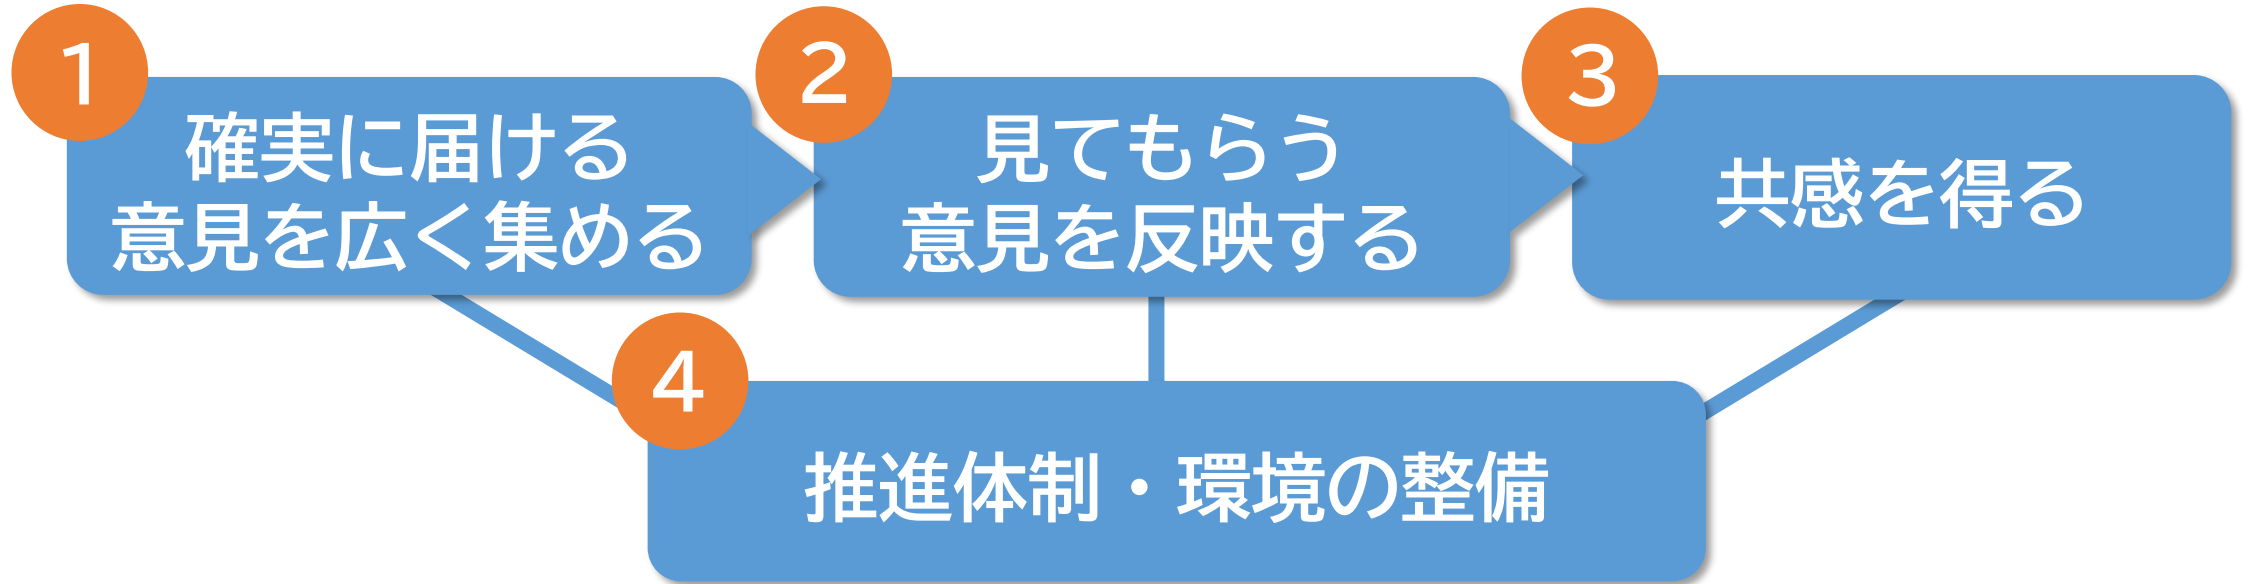 1
確実に届ける
意見を広く集める
2
見てもらう
意見を反映する
3
共感を得る
4
推進体制・環境の整備